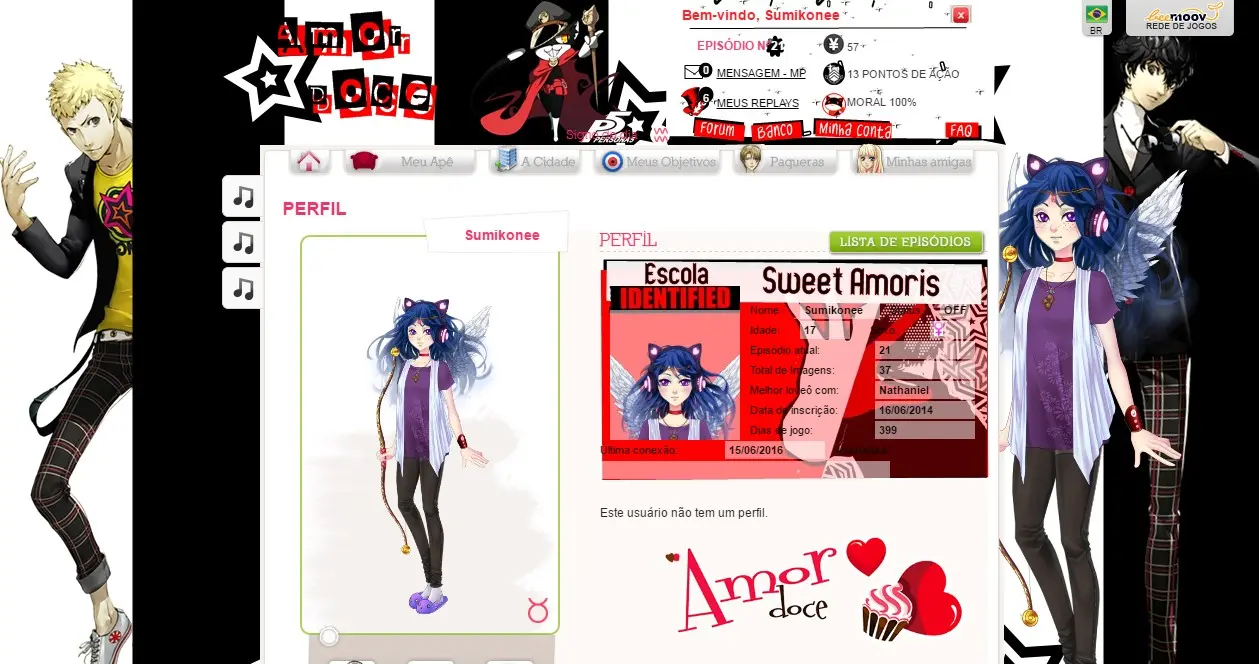 Amor
Doce
Bem-vindo, Sumikonee
BR
beemoov
REDE DE JOGOS
EPISÓDIO Nº 21
57
0 MENSAGEM - MP
13 PONTOS DE AÇÃO
6 MEUS REPLAYS
MORAL 100%
Forum
Banco
Minha conta
FAQ
P5
PERSONA5
Meu Apê
A Cidade
Meus Objetivos
Paqueras
Minhas amigas
PERFIL
Sumikonee
PERFIL
LISTA DE EPISÓDIOS
Escola
Sweet Amoris
IDENTIFIED
Nome
Sumikonee
OFF
Idade:
17
Episódio atual:
21
Total de Imagens:
37
Melhor lov'eô com:
Nathaniel
Data de inscrição:
16/06/2014
Dias de jogo:
399
Última conexão:
15/06/2016
Este usuário não tem um perfil.
Amor
doce